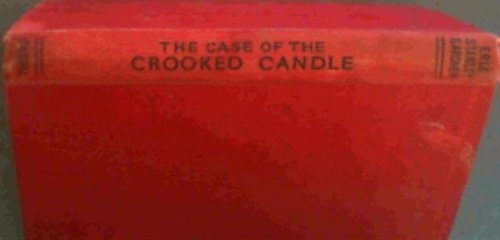 THE CASE OF THE
CROOKED CANDLE
ERLE
STANLEY
GARDNER